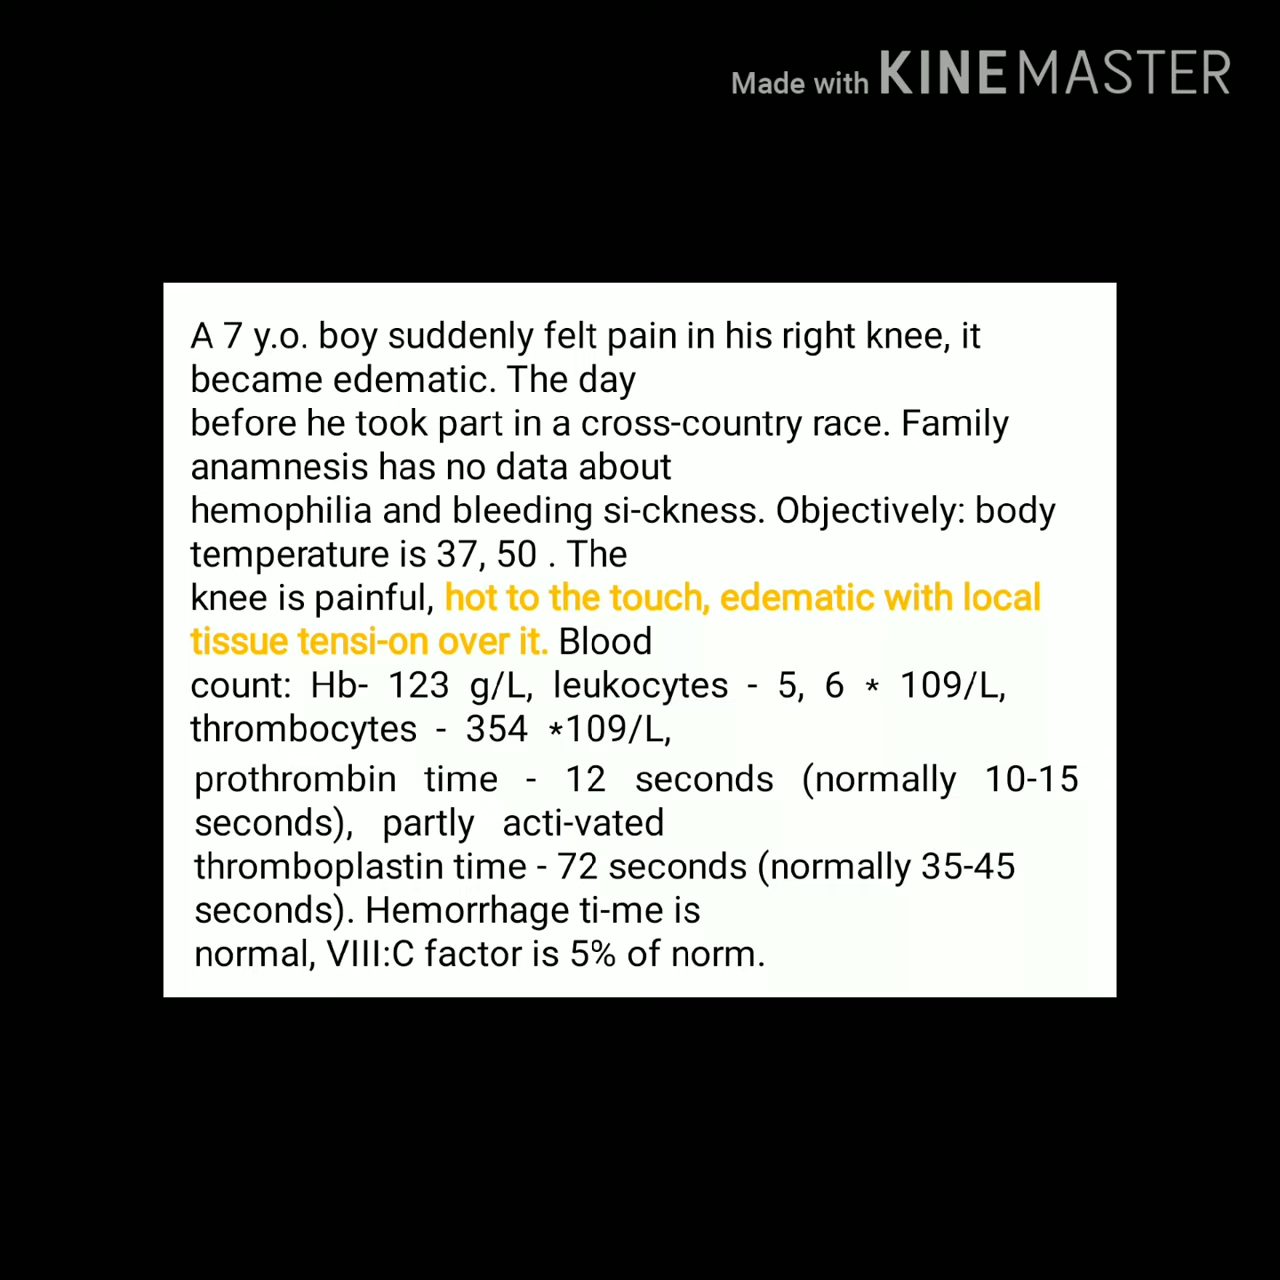 Made with KINEMASTER
A 7 y.o. boy suddenly felt pain in his right knee, it
became edematic. The day
before he took part in a cross-country race. Family
anamnesis has no data about
hemophilia and bleeding si-ckness. Objectively: body
temperature is 37, 50 . The
knee is painful, hot to the touch, edematic with local
tissue tensi-on over it. Blood
count: Hb- 123 g/L, leukocytes - 5, 6 * 109/L,
thrombocytes - 354 *109/L,
prothrombin time - 12 seconds (normally 10-15
seconds), partly acti-vated
thromboplastin time - 72 seconds (normally 35-45
seconds). Hemorrhage ti-me is
normal, VIII:C factor is 5% of norm.